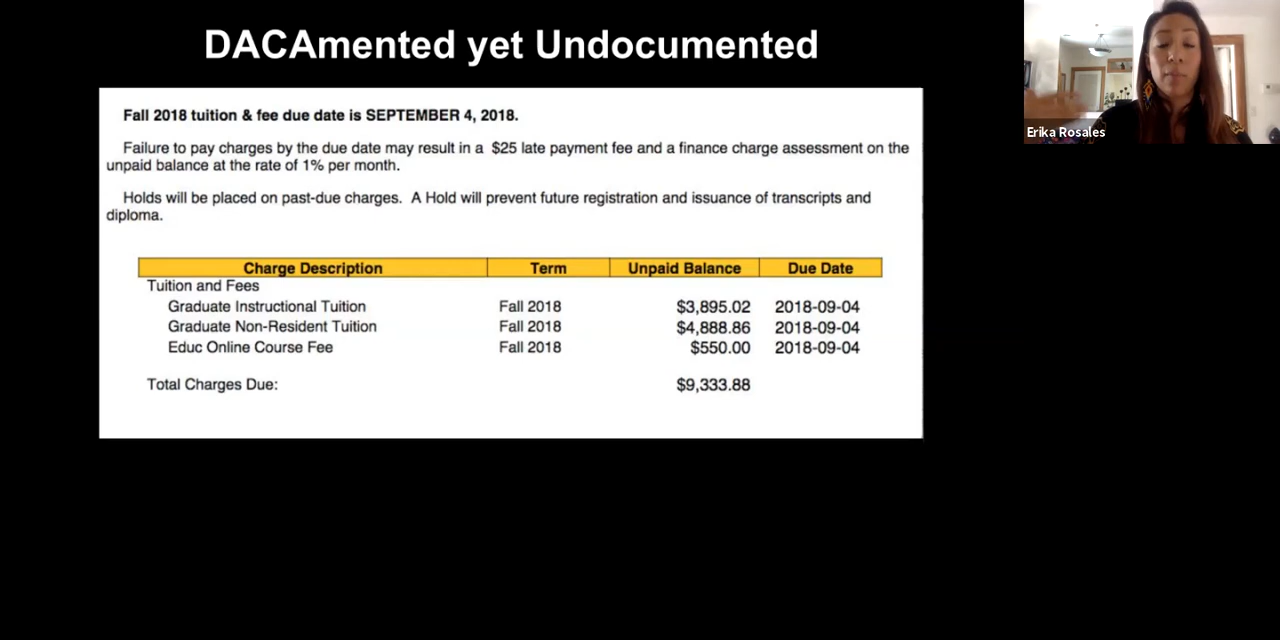 DACAmented yet Undocumented
Fall 2018 tuition & fee due date is SEPTEMBER 4, 2018.
Failure to pay charges by the due date may result in a $25 late payment fee and a finance charge assessment on the
unpaid balance at the rate of 1% per month.
Holds will be placed on past-due charges. A Hold will prevent future registration and issuance of transcripts and
diploma.
Charge Description Term Unpaid Balance Due Date
Tuition and Fees
Graduate Instructional Tuition Fall 2018 $3,895.02 2018-09-04
Graduate Non-Resident Tuition Fall 2018 $4,888.86 2018-09-04
Educ Online Course Fee Fall 2018 $550.00 2018-09-04
Total Charges Due: $9,333.88
Erika Rosales